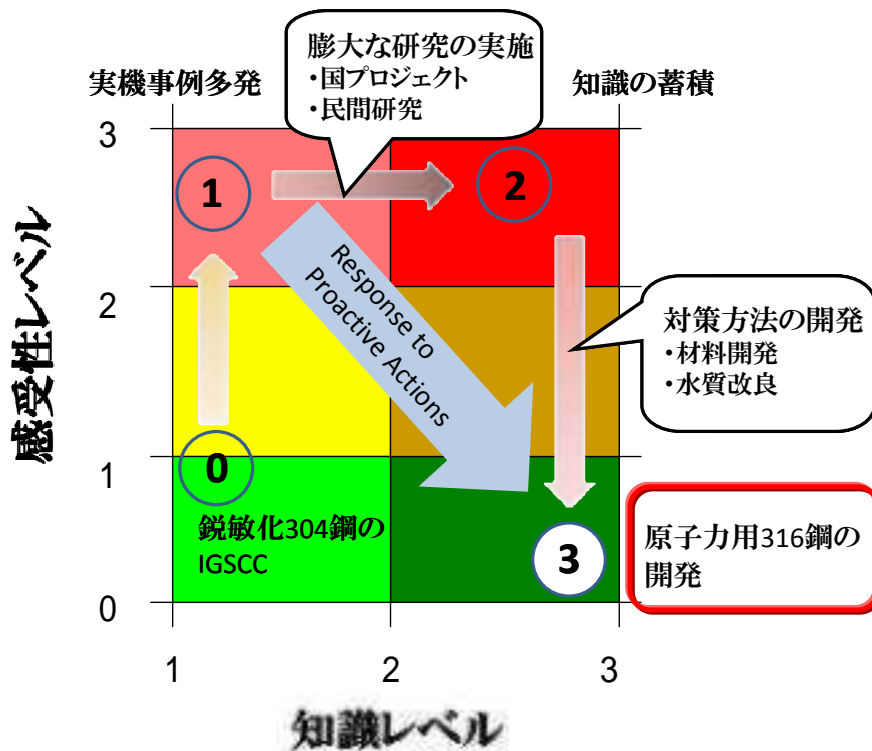 膨大な研究の実施
・国プロジェクト
・民間研究
実機事例多発
知識の蓄積
3
1
2
Response to
Proactive Actions
2
対策方法の開発
・材料開発
・水質改良
感受性レベル
1
0
鋭敏化304鋼の
IGSCC
3
原子力用316鋼の
開発
0
1
2
3
知識レベル